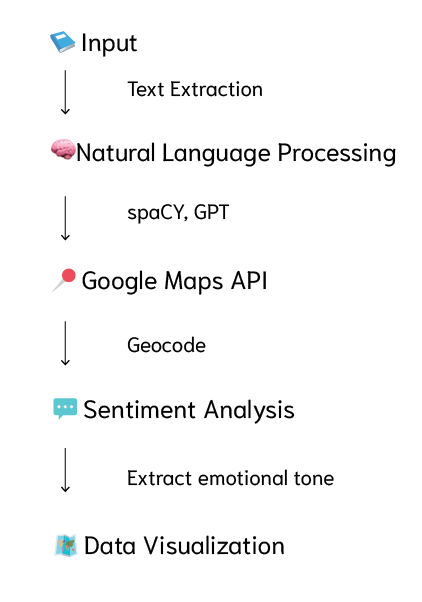 Input
Text Extraction
Natural Language Processing
spaCY, GPT
Google Maps API
Geocode
Sentiment Analysis
Extract emotional tone
Data Visualization